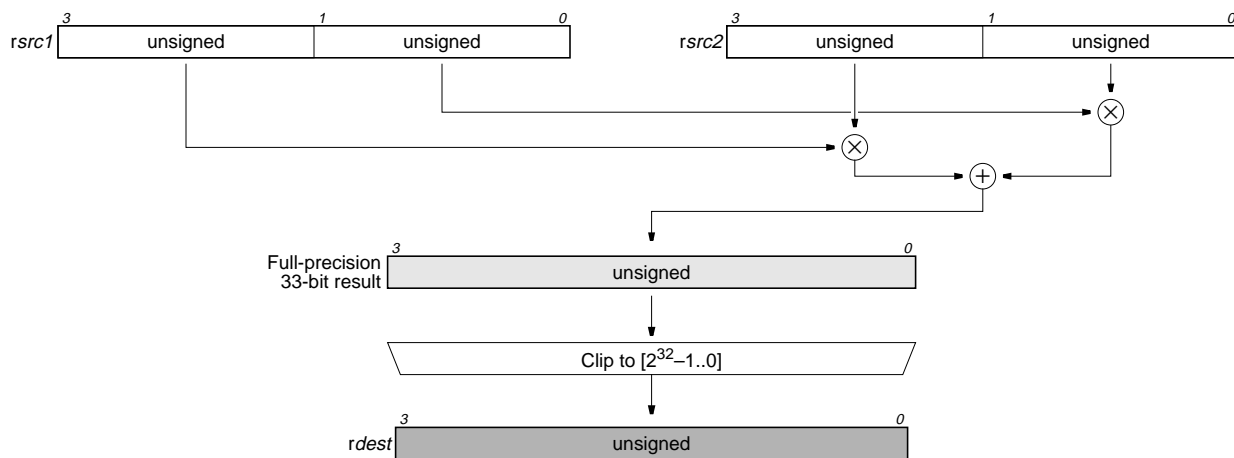 3 1 0 3 1 0
rsrc1 unsigned unsigned rsrc2 unsigned unsigned
×
×
+
3 0
Full-precision
33-bit result
unsigned
Clip to [2³²–1..0]
3 0
rdest unsigned